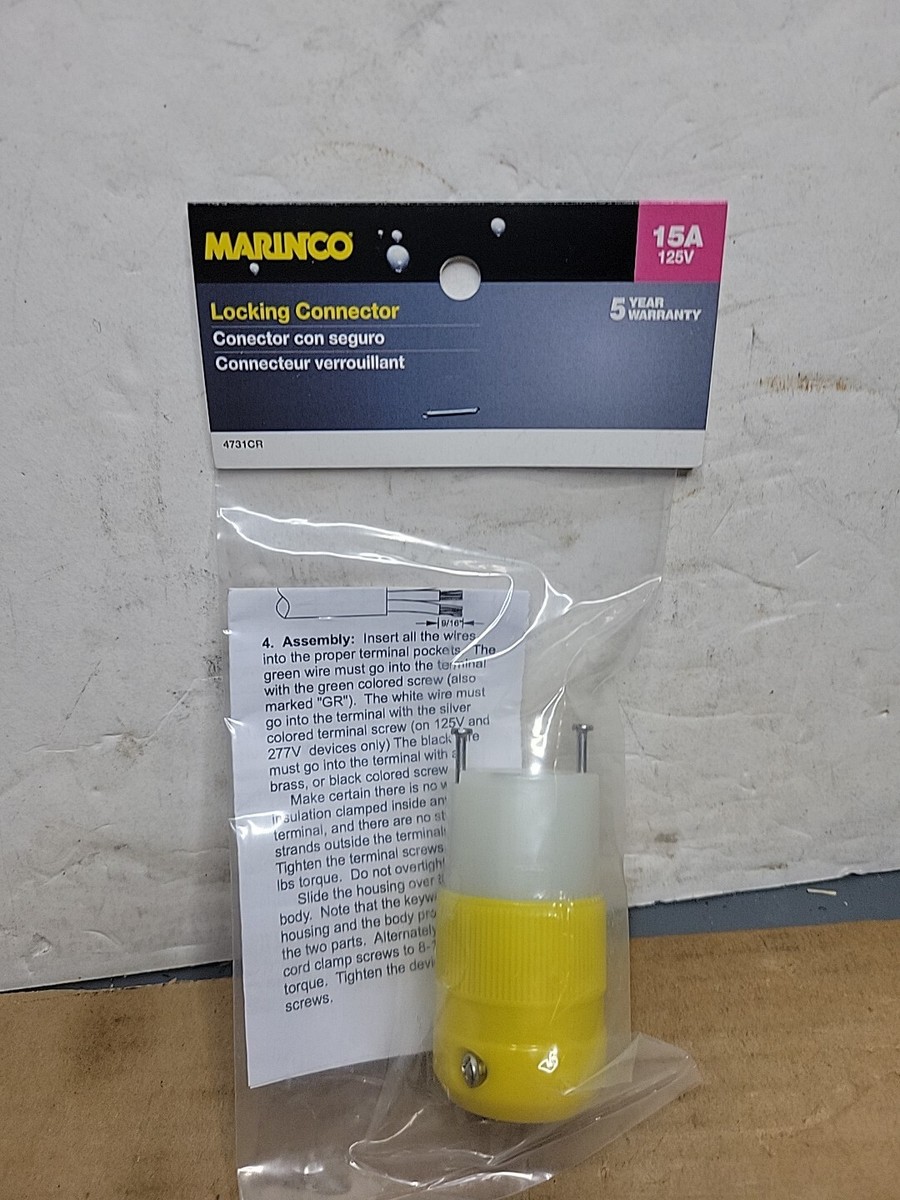 MARINCO
15A
125V
Locking Connector
5 YEAR WARRANTY
Conector con seguro
Connecteur verrouillant
4731CR
9/16"
4. Assembly: Insert all the wires
into the proper terminal pockets. The
green wire must go into the terminal
with the green colored screw (also
marked "GR"). The white wire must
go into the terminal with the silver
colored terminal screw (on 125V and
277V devices only) The black
must go into the terminal with
brass, or black colored screw
Make certain there is no
insulation clamped inside
terminal, and there are no
strands outside the
Tighten the terminal screws
lbs torque. Do not
Slide the housing over
body. Note that the
housing and the body
the two parts. Alternately
cord clamp screws to 8-
torque. Tighten the
screws.